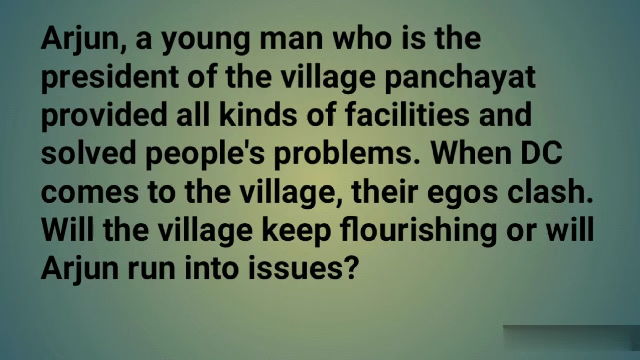 Arjun, a young man who is the
president of the village panchayat
provided all kinds of facilities and
solved people's problems. When DC
comes to the village, their egos clash.
Will the village keep flourishing or will
Arjun run into issues?